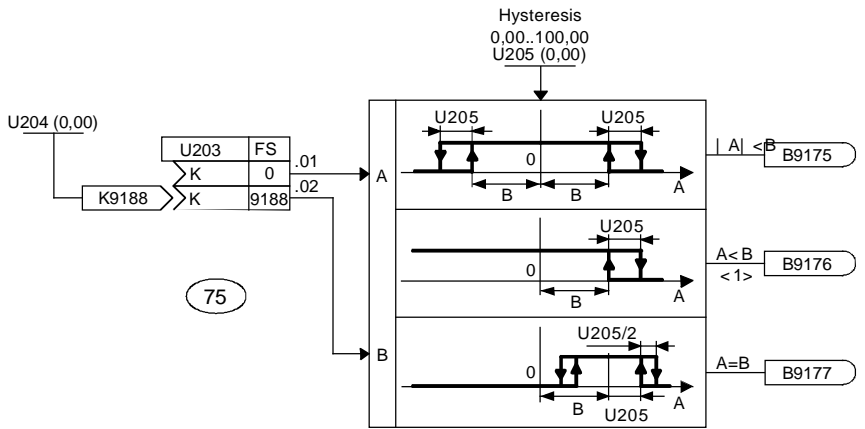 Hysteresis
0,00..100,00
U205 (0,00)
U204 (0,00)
U203 FS
K 0 .01
K9188 K 9188 .02
75
A
B
U205 U205
0
B B A
| A| <B
B9175
U205
0
B A
A<B
<1>
B9176
U205/2
0
B U205 A
A=B
B9177